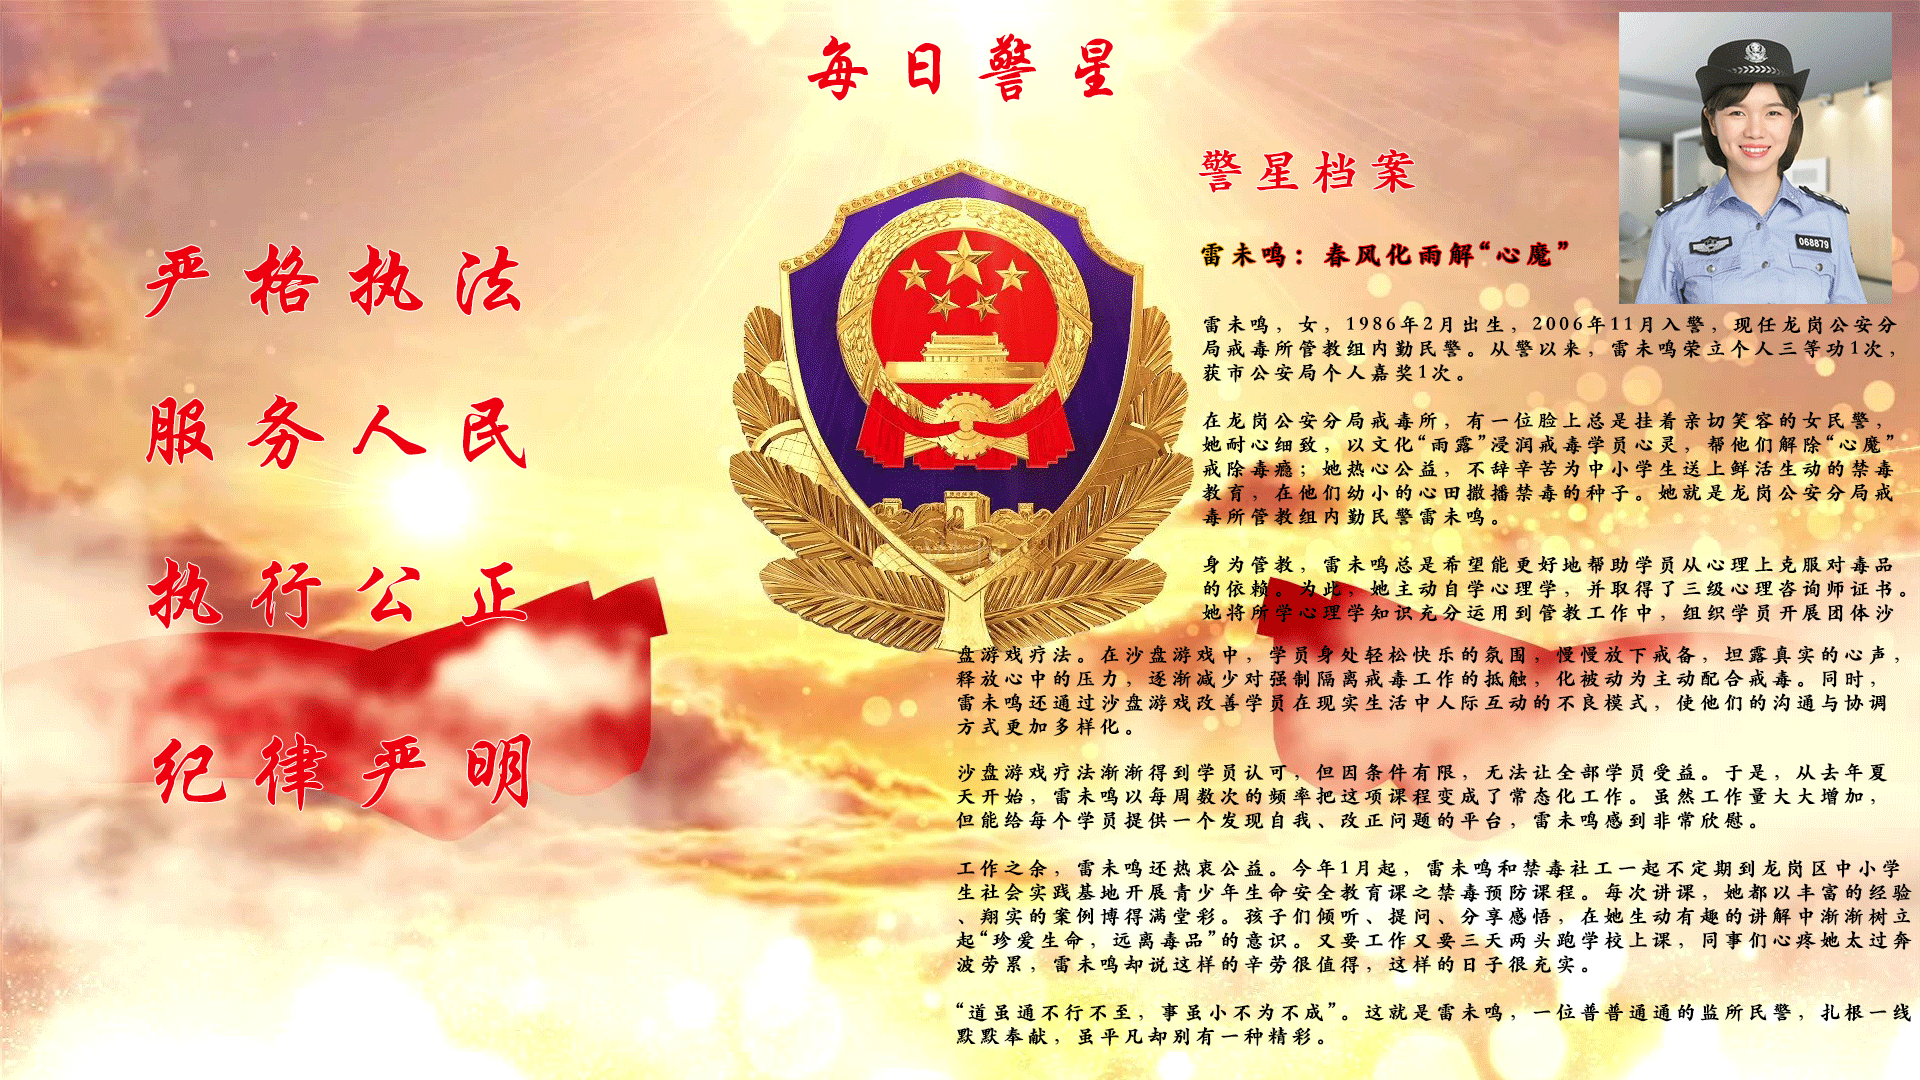 每日警星
警星档案
068879
雷未鸣：春风化雨解“心魔”
严格执法
服务人民
执行公正
纪律严明
雷未鸣，女，1986年2月出生，2006年11月入警，现任龙岗公安分
局戒毒所管教组内勤民警。从警以来，雷未鸣荣立个人三等功1次，
获市公安局个人嘉奖1次。
在龙岗公安分局戒毒所，有一位脸上总是挂着亲切笑容的女民警，
她耐心细致，以文化“雨露”浸润戒毒学员心灵，帮他们解除“心魔”
戒除毒瘾；她热心公益，不辞辛苦为中小学生送上鲜活生动的禁毒
教育，在他们幼小的心田撒播禁毒的种子。她就是龙岗公安分局戒
毒所管教组内勤民警雷未鸣。
身为管教，雷未鸣总是希望能更好地帮助学员从心理上克服对毒品
的依赖。为此，她主动自学心理学，并取得了三级心理咨询师证书。
她将所学心理学知识充分运用到管教工作中，组织学员开展团体沙
盘游戏疗法。在沙盘游戏中，学员身处轻松快乐的氛围，慢慢放下戒备，坦露真实的心声，
释放心中的压力，逐渐减少对强制隔离戒毒工作的抵触，化被动为主动配合戒毒。同时，
雷未鸣还通过沙盘游戏改善学员在现实生活中人际互动的不良模式，使他们的沟通与协调
方式更加多样化。
沙盘游戏疗法渐渐得到学员认可，但因条件有限，无法让全部学员受益。于是，从去年夏
天开始，雷未鸣以每周数次的频率把这项课程变成了常态化工作。虽然工作量大大增加，
但能给每个学员提供一个发现自我、改正问题的平台，雷未鸣感到非常欣慰。
工作之余，雷未鸣还热衷公益。今年1月起，雷未鸣和禁毒社工一起不定期到龙岗区中小学
生社会实践基地开展青少年生命安全教育课之禁毒预防课程。每次讲课，她都以丰富的经验
、翔实的案例博得满堂彩。孩子们倾听、提问、分享感悟，在她生动有趣的讲解中渐渐树立
起“珍爱生命，远离毒品”的意识。又要工作又要三天两头跑学校上课，同事们心疼她太过奔
波劳累，雷未鸣却说这样的辛劳很值得，这样的日子很充实。
“道虽通不行不至，事虽小不为不成”。这就是雷未鸣，一位普普通通的监所民警，扎根一线
默默奉献，虽平凡却别有一种精彩。